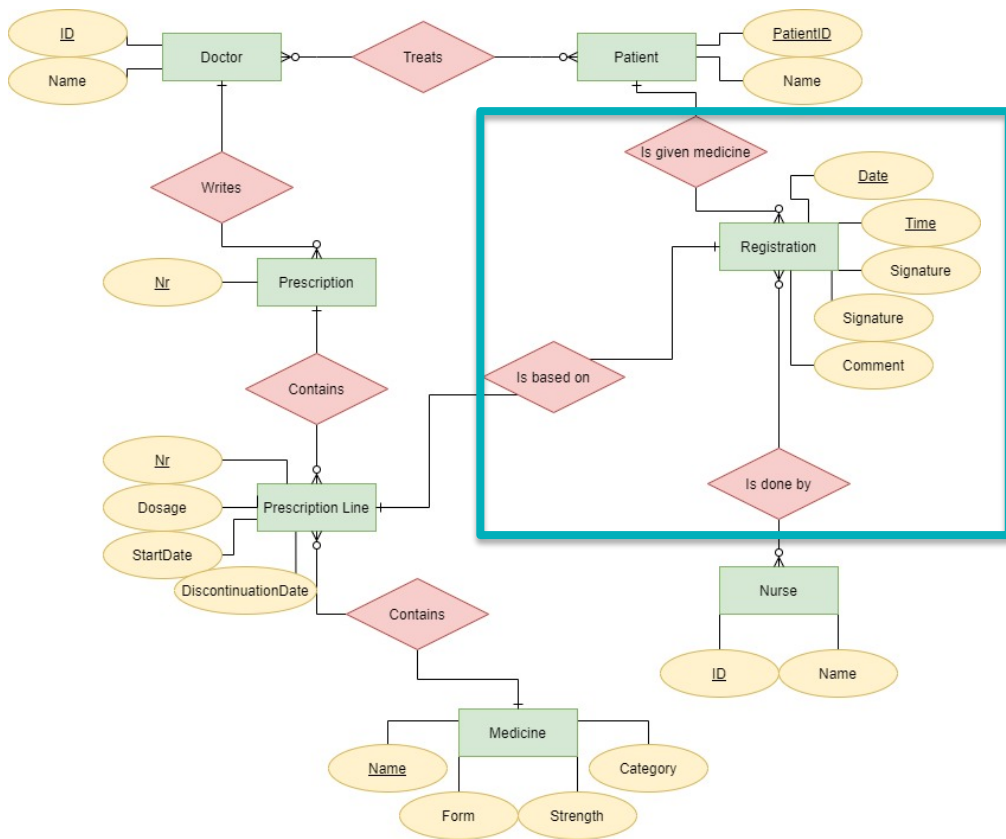 ID
Doctor
Treats
Patient
PatientID
Name
Name
Is given medicine
Date
Writes
Time
Registration
Nr
Prescription
Signature
Signature
Comment
Is based on
Contains
Nr
Is done by
Dosage
Prescription Line
StartDate
DiscontinuationDate
Nurse
Contains
ID
Name
Medicine
Name
Category
Form
Strength